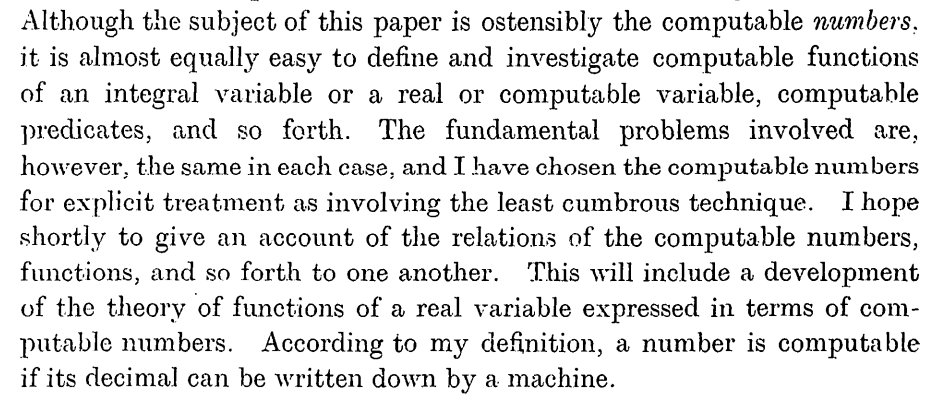 Although the subject of this paper is ostensibly the computable numbers,
it is almost equally easy to define and investigate computable functions
of an integral variable or a real or computable variable, computable
predicates, and so forth. The fundamental problems involved are,
however, the same in each case, and I have chosen the computable numbers
for explicit treatment as involving the least cumbrous technique. I hope
shortly to give an account of the relations of the computable numbers,
functions, and so forth to one another. This will include a development
of the theory of functions of a real variable expressed in terms of com-
putable numbers. According to my definition, a number is computable
if its decimal can be written down by a machine.